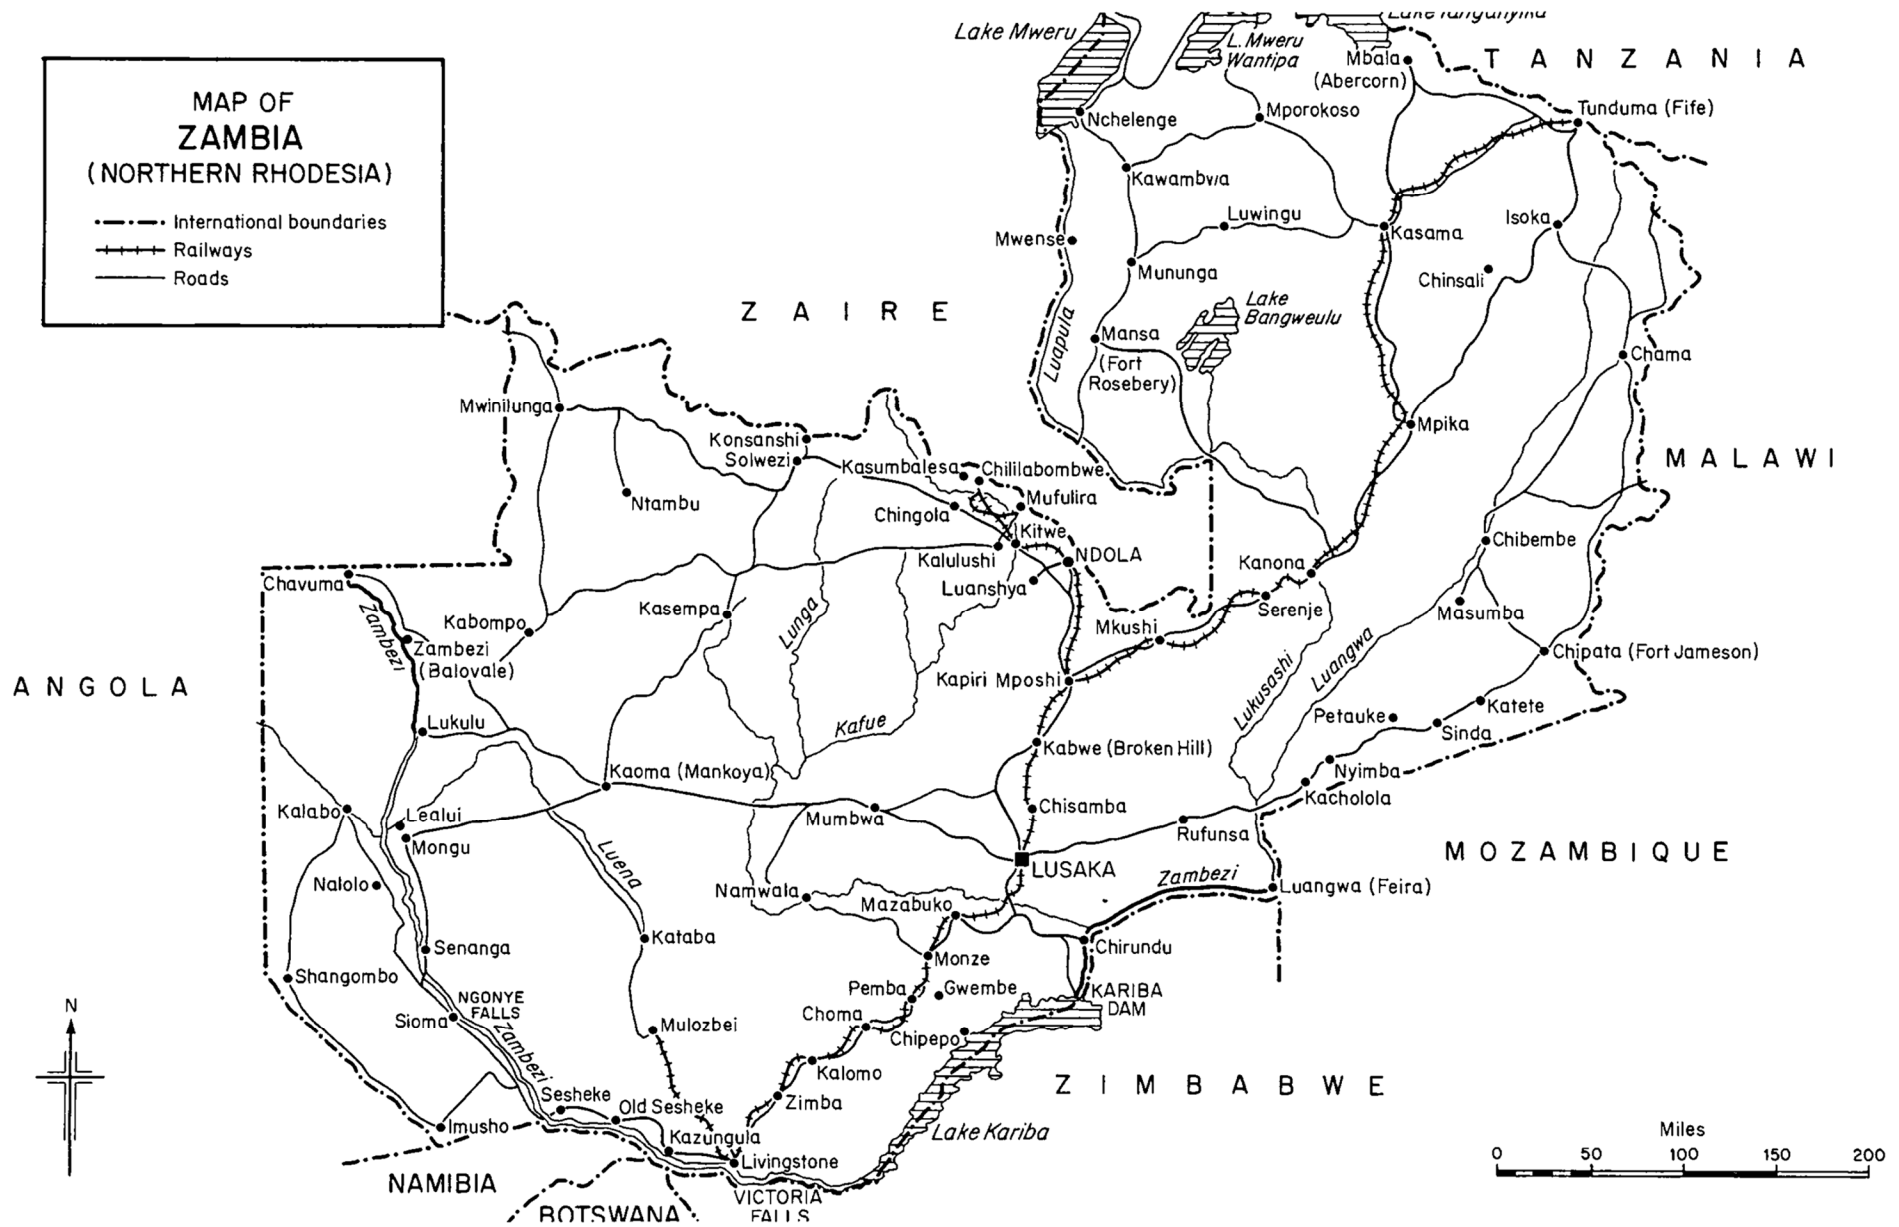 MAP OF
ZAMBIA
(NORTHERN RHODESIA)
International boundaries
Railways
Roads
Lake Mweru
L. Mweru
Wantipa
Lake Tanganyika
Mbala
(Abercorn)
TANZANIA
Tunduma (Fife)
Nchelenge
Mporokoso
Kawambwa
Luwingu
Isoka
Mwense
Kasama
Mununga
Chinsali
ZAIRE
Lake
Bangweulu
Luapula
Mansa
(Fort
Rosebery)
Chama
Mwinilunga
Konsanshi
Solwezi
Kasumbalesa
Chililabombwe
Mpika
MALAWI
Ntambu
Mufulira
Chingola
Kitwe
Kalulushi
NDOLA
Luanshya
Chibembe
Kanona
Chavuma
Zambezi
Serenje
Masumba
Kabompo
Kasempa
Lunga
Mkushi
Zambezi
(Balovale)
Chipata (Fort Jameson)
ANGOLA
Kapiri Mposhi
Lukusashi
Luangwa
Lukulu
Kafue
Petauke
Katete
Sinda
Kabwe (Broken Hill)
Kaoma (Mankoya)
Nyimba
Kacholola
Kalabo
Lealui
Mumbwa
Chisamba
Rufunsa
Mongu
MOZAMBIQUE
Luena
LUSAKA
Nalolo
Namwala
Zambezi
Luangwa (Feira)
Mazabuko
Senanga
Kataba
Chirundu
Monze
Shangombo
Pemba
Gwembe
KARIBA
DAM
NGONYE
FALLS
Sioma
Choma
Chipepo
Mulozbei
Zambezi
Kalomo
ZIMBABWE
Sesheke
Old Sesheke
Zimba
Imusho
Kazungula
Lake Kariba
Livingstone
NAMIBIA
VICTORIA
FALLS
BOTSWANA
N
Miles
0 50 100 150 200